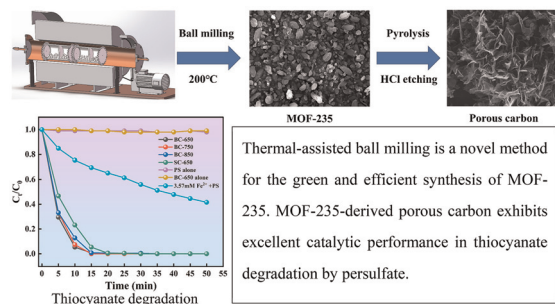 Ball milling
200°C
MOF-235
Pyrolysis
HCl etching
Porous carbon
Ct/C0
1.0
0.8
0.6
0.4
0.2
0.0
BC-650
BC-750
BC-850
SC-650
PS alone
BC-650 alone
3.57mM Fe²⁺ +PS
0 5 10 15 20 25 30 35 40 45 50 55
Time (min)
Thiocyanate degradation
Thermal-assisted ball milling is a novel method
for the green and efficient synthesis of MOF-
235. MOF-235-derived porous carbon exhibits
excellent catalytic performance in thiocyanate
degradation by persulfate.